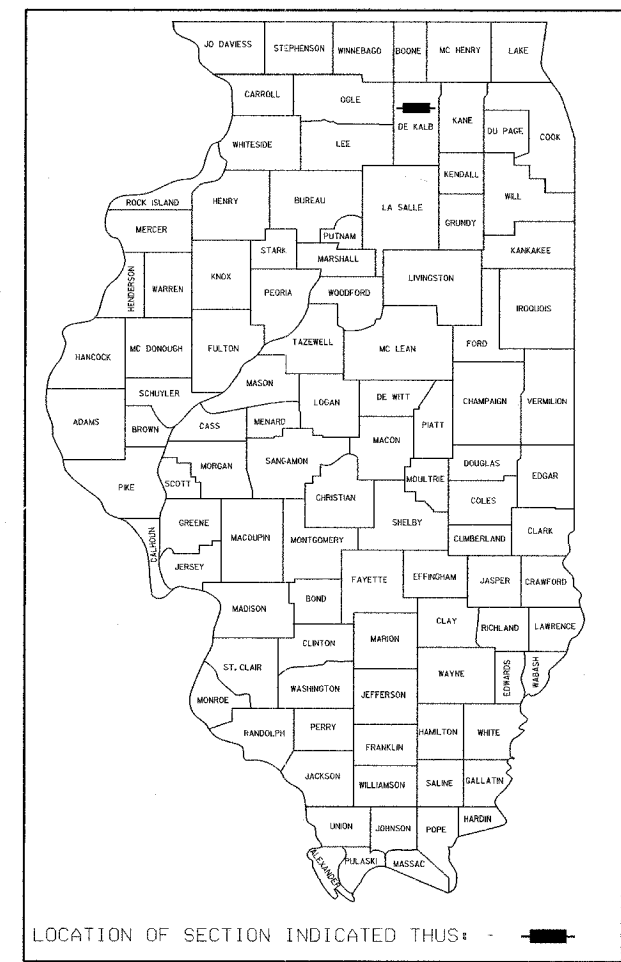 JO DAVIESS STEPHENSON WINNEBAGO BOONE MC HENRY LAKE
CARROLL OGLE DE KALB KANE DU PAGE COOK
WHITESIDE LEE
KENDALL
ROCK ISLAND HENRY BUREAU LA SALLE GRUNDY WILL
MERCER PUTNAM
STARK MARSHALL KANKAKEE
HENDERSON WARREN KNOX PEORIA WOODFORD LIVINGSTON IROQUOIS
HANCOCK MC DONOUGH FULTON TAZEWELL MC LEAN FORD
MASON
SCHUYLER LOGAN DE WITT CHAMPAIGN VERMILION
ADAMS BROWN CASS MENARD MACON PIATT
PIKE SCOTT MORGAN SANGAMON CHRISTIAN MOULTRIE DOUGLAS EDGAR
COLES
CALHOUN GREENE MACOUPIN MONTGOMERY SHELBY CUMBERLAND CLARK
JERSEY FAYETTE EFFINGHAM JASPER CRAWFORD
MADISON BOND
CLINTON MARION CLAY RICHLAND LAWRENCE
ST. CLAIR WASHINGTON JEFFERSON WAYNE EDWARDS WABASH
MONROE
RANDOLPH PERRY FRANKLIN HAMILTON WHITE
JACKSON WILLIAMSON SALINE GALLATIN
UNION JOHNSON POPE HARDIN
ALEXANDER PULASKI MASSAC
LOCATION OF SECTION INDICATED THUS: -